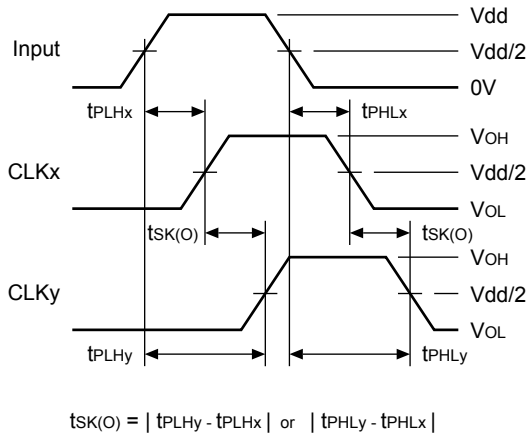 Vdd
Input
Vdd/2
0V
tPLHx
tPHLx
VOH
CLKx
Vdd/2
VOL
tSK(O)
tSK(O)
VOH
CLKy
Vdd/2
VOL
tPLHy
tPHLy
tSK(O) = | tPLHy - tPLHx | or | tPHLy - tPHLx |